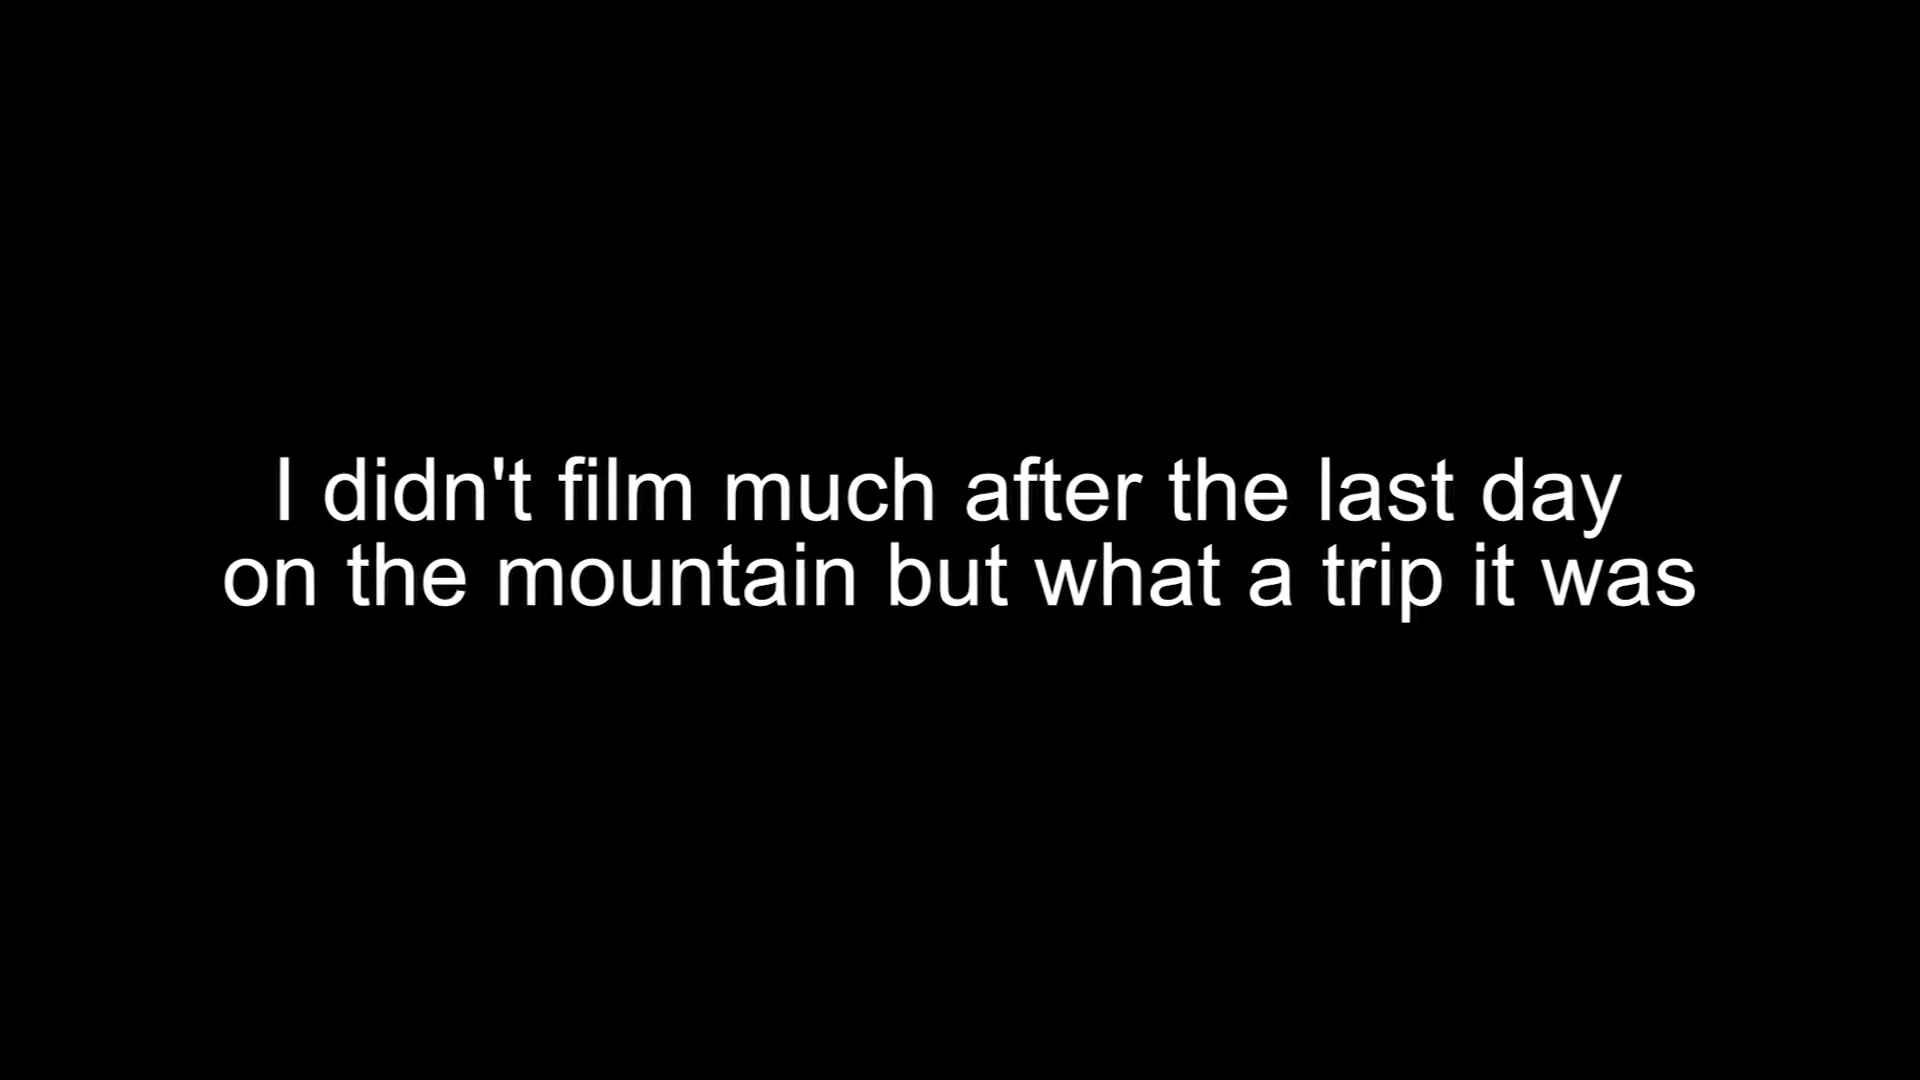 I didn't film much after the last day
on the mountain but what a trip it was